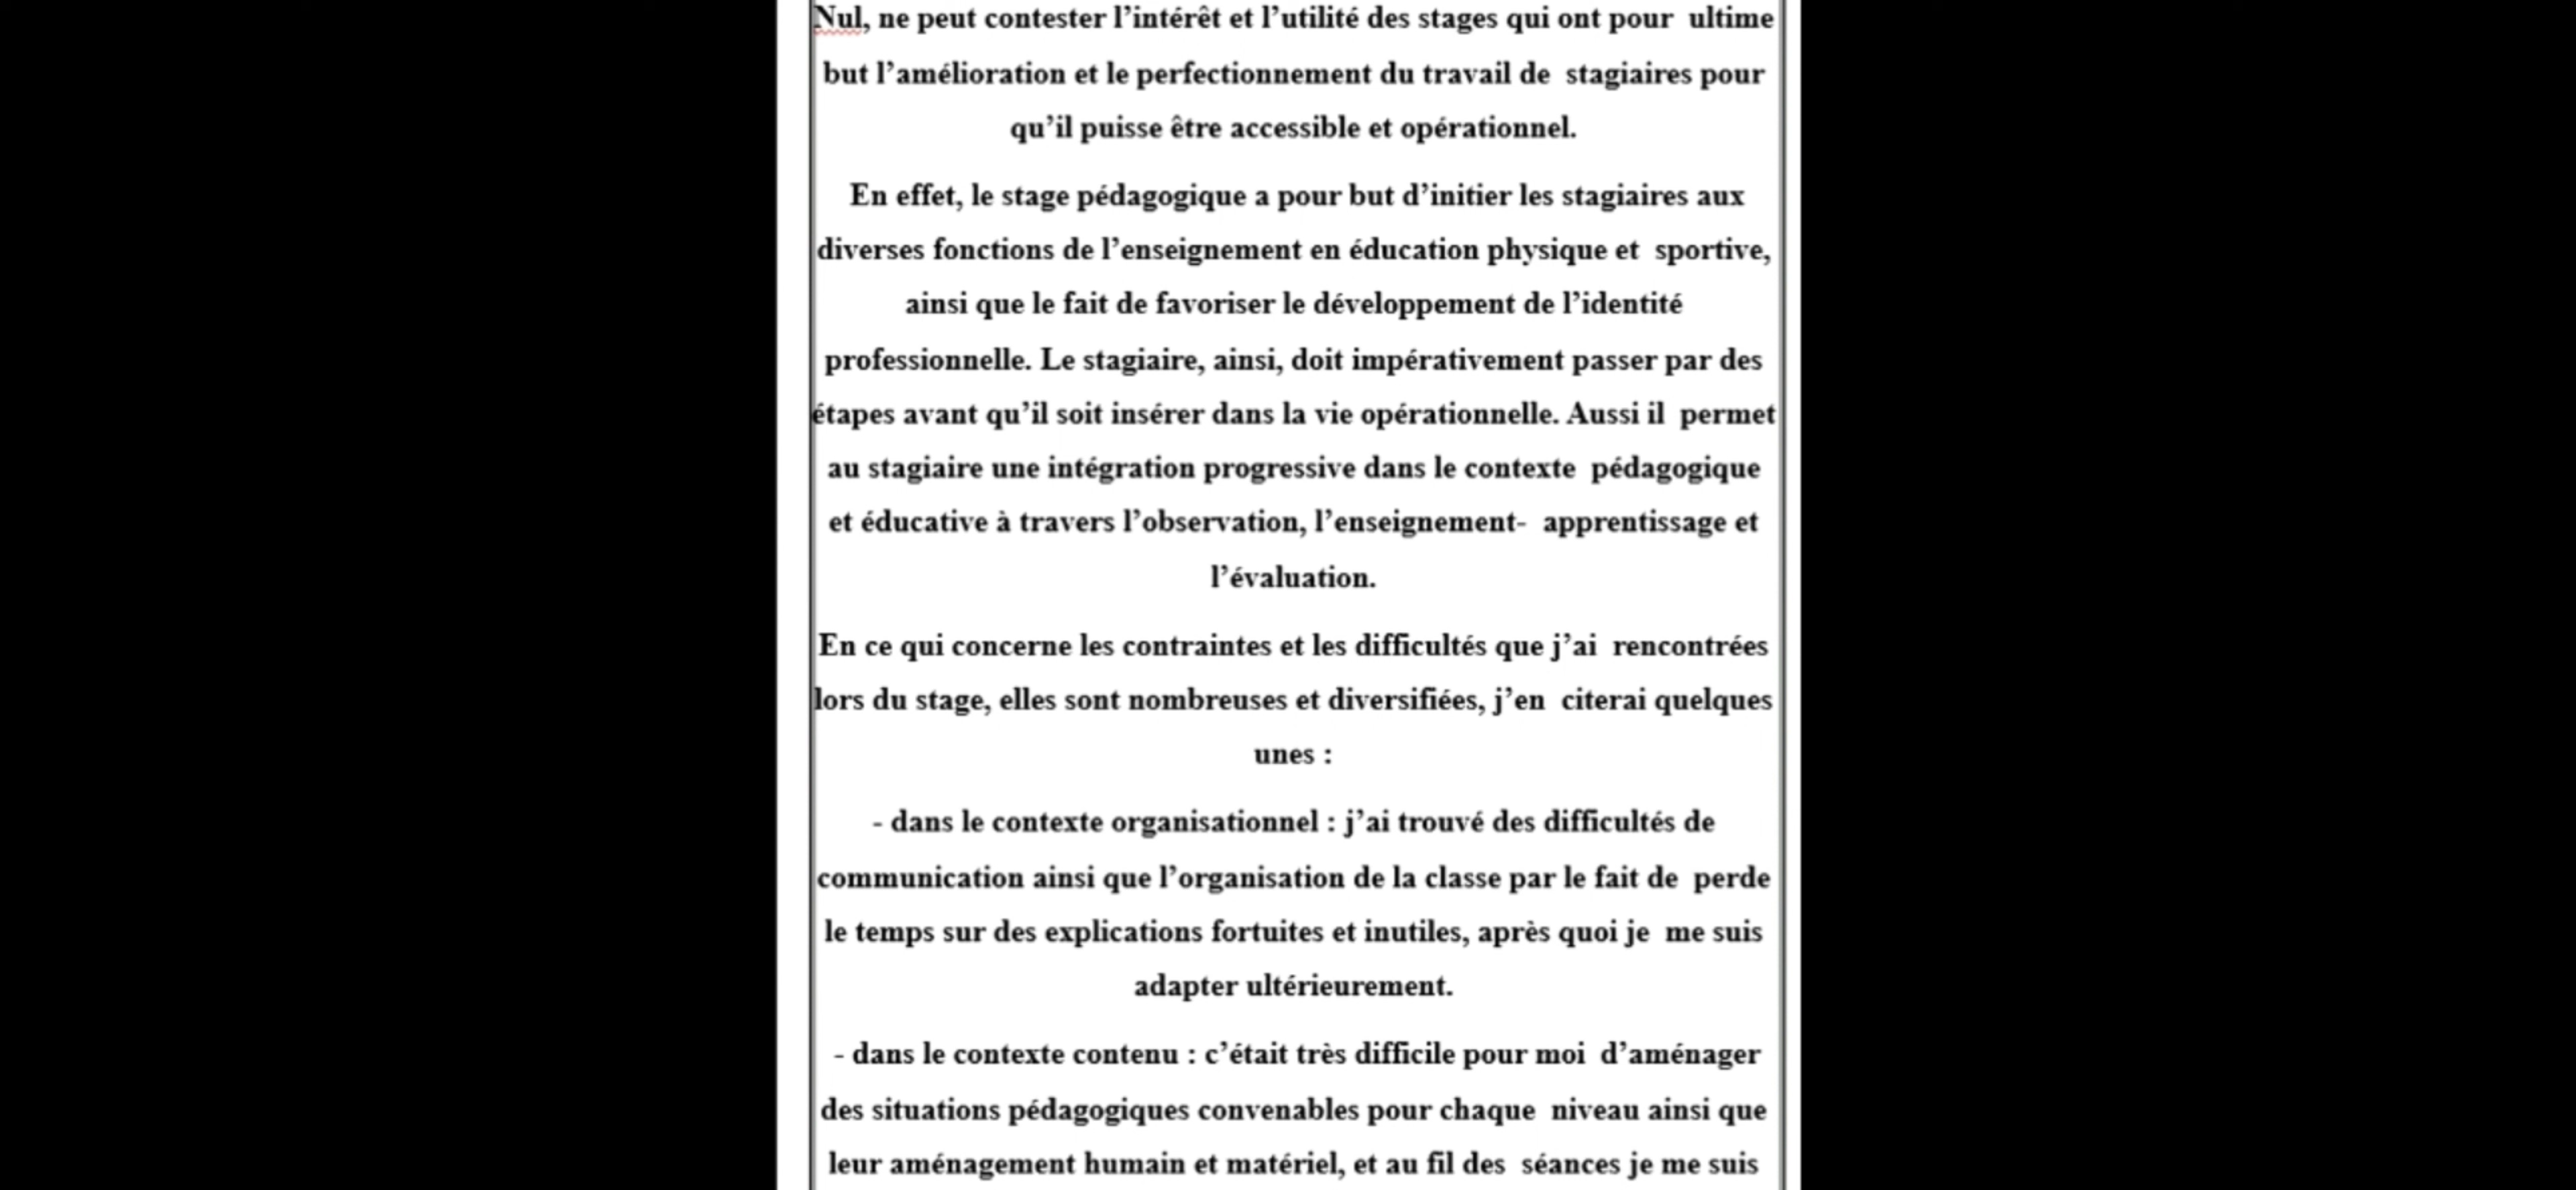 Nul, ne peut contester l’intérêt et l’utilité des stages qui ont pour ultime
but l’amélioration et le perfectionnement du travail de stagiaires pour
qu’il puisse être accessible et opérationnel.
En effet, le stage pédagogique a pour but d’initier les stagiaires aux
diverses fonctions de l’enseignement en éducation physique et sportive,
ainsi que le fait de favoriser le développement de l’identité
professionnelle. Le stagiaire, ainsi, doit impérativement passer par des
étapes avant qu’il soit insérer dans la vie opérationnelle. Aussi il permet
au stagiaire une intégration progressive dans le contexte pédagogique
et éducative à travers l’observation, l’enseignement- apprentissage et
l’évaluation.
En ce qui concerne les contraintes et les difficultés que j’ai rencontrées
lors du stage, elles sont nombreuses et diversifiées, j’en citerai quelques
unes :
- dans le contexte organisationnel : j’ai trouvé des difficultés de
communication ainsi que l’organisation de la classe par le fait de perde
le temps sur des explications fortuites et inutiles, après quoi je me suis
adapter ultérieurement.
- dans le contexte contenu : c’était très difficile pour moi d’aménager
des situations pédagogiques convenables pour chaque niveau ainsi que
leur aménagement humain et matériel, et au fil des séances je me suis